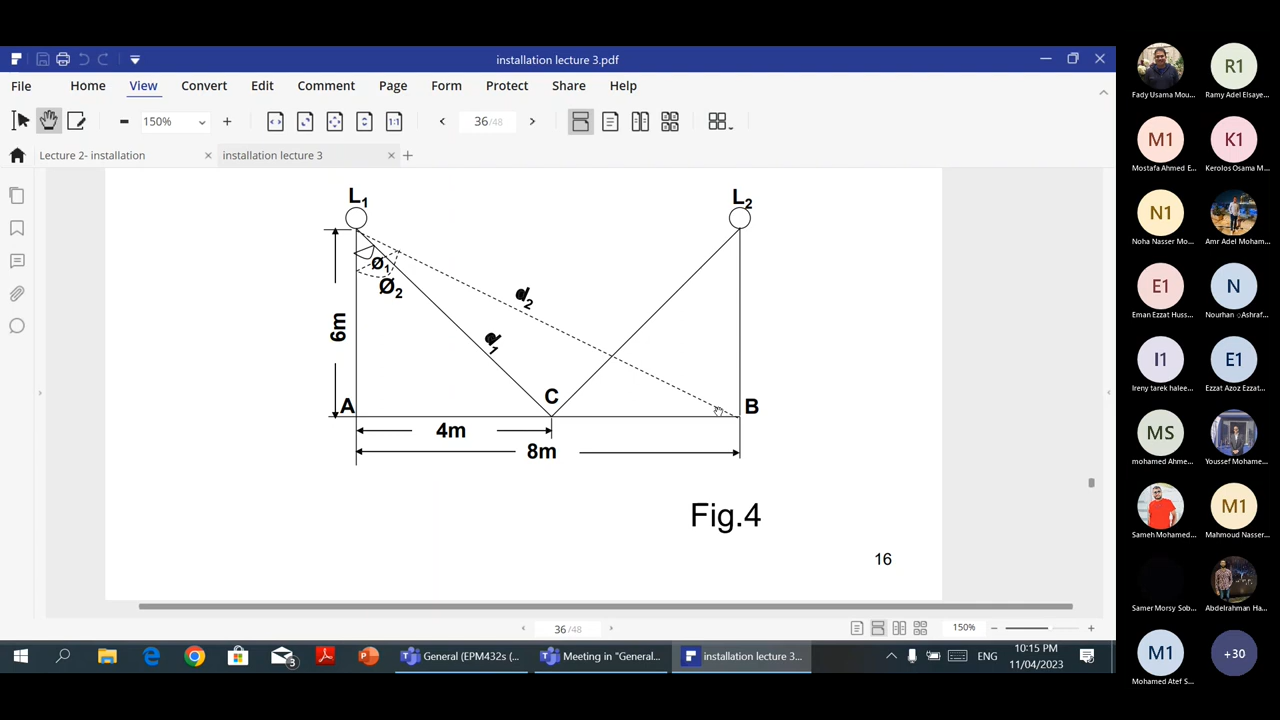 installation lecture 3.pdf
File
Home
View
Convert
Edit
Comment
Page
Form
Protect
Share
Help
150%
36/48
Lecture 2- installation
installation lecture 3
L1
L2
Ø1
Ø2
d2
d1
6m
A
C
B
4m
8m
Fig.4
16
36/48
150%
3
General (EPM432s (...
Meeting in "General...
installation lecture 3...
ENG
10:15 PM
11/04/2023
R1
Fady Usama Mou...
Ramy Adel Elsaye...
M1
K1
Mostafa Ahmed E...
Kerolos Osama M...
N1
Noha Nasser Mo...
Amr Adel Moham...
E1
N
Eman Ezzat Huss...
Nourhan ○Ashraf...
I1
E1
Ireny tarek halee...
Ezzat Azoz Ezzat...
MS
mohamed Ahme...
Youssef Mohame...
M1
Sameh Mohamed...
Mahmoud Nasser...
Samer Morsy Sob...
Abdelrahman Ha...
M1
+30
Mohamed Atef S...